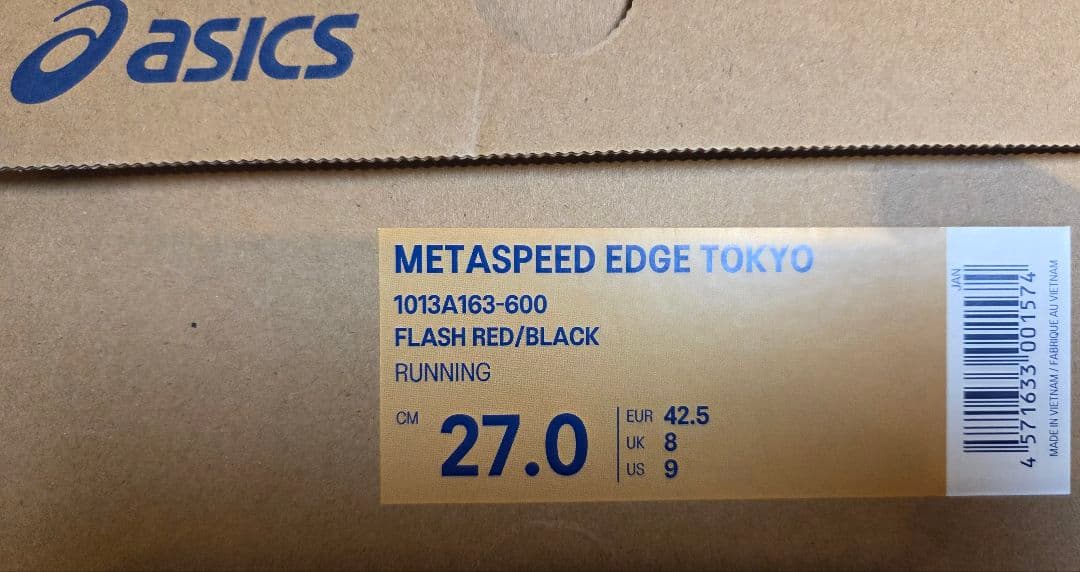 asics
METASPEED EDGE TOKYO
1013A163-600
FLASH RED/BLACK
RUNNING
CM 27.0
EUR 42.5
UK 8
US 9
JAN
4 571633 001574
MADE IN VIETNAM / FABRIQUE AU VIETNAM